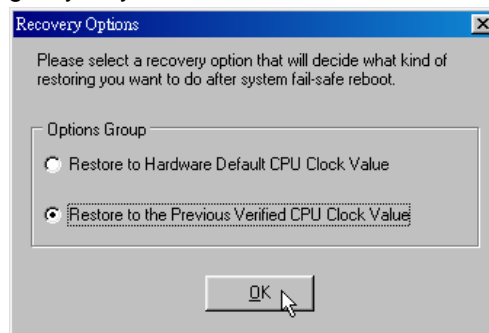 Recovery Options
Please select a recovery option that will decide what kind of
restoring you want to do after system fail-safe reboot.
Options Group
Restore to Hardware Default CPU Clock Value
Restore to the Previous Verified CPU Clock Value
OK